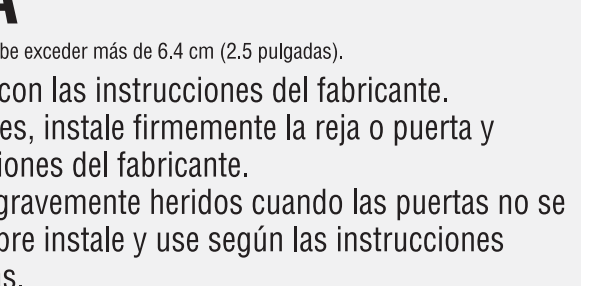 A
be exceder más de 6.4 cm (2.5 pulgadas).
con las instrucciones del fabricante.
es, instale firmemente la reja o puerta y
iones del fabricante.
gravemente heridos cuando las puertas no se
pre instale y use según las instrucciones
s.